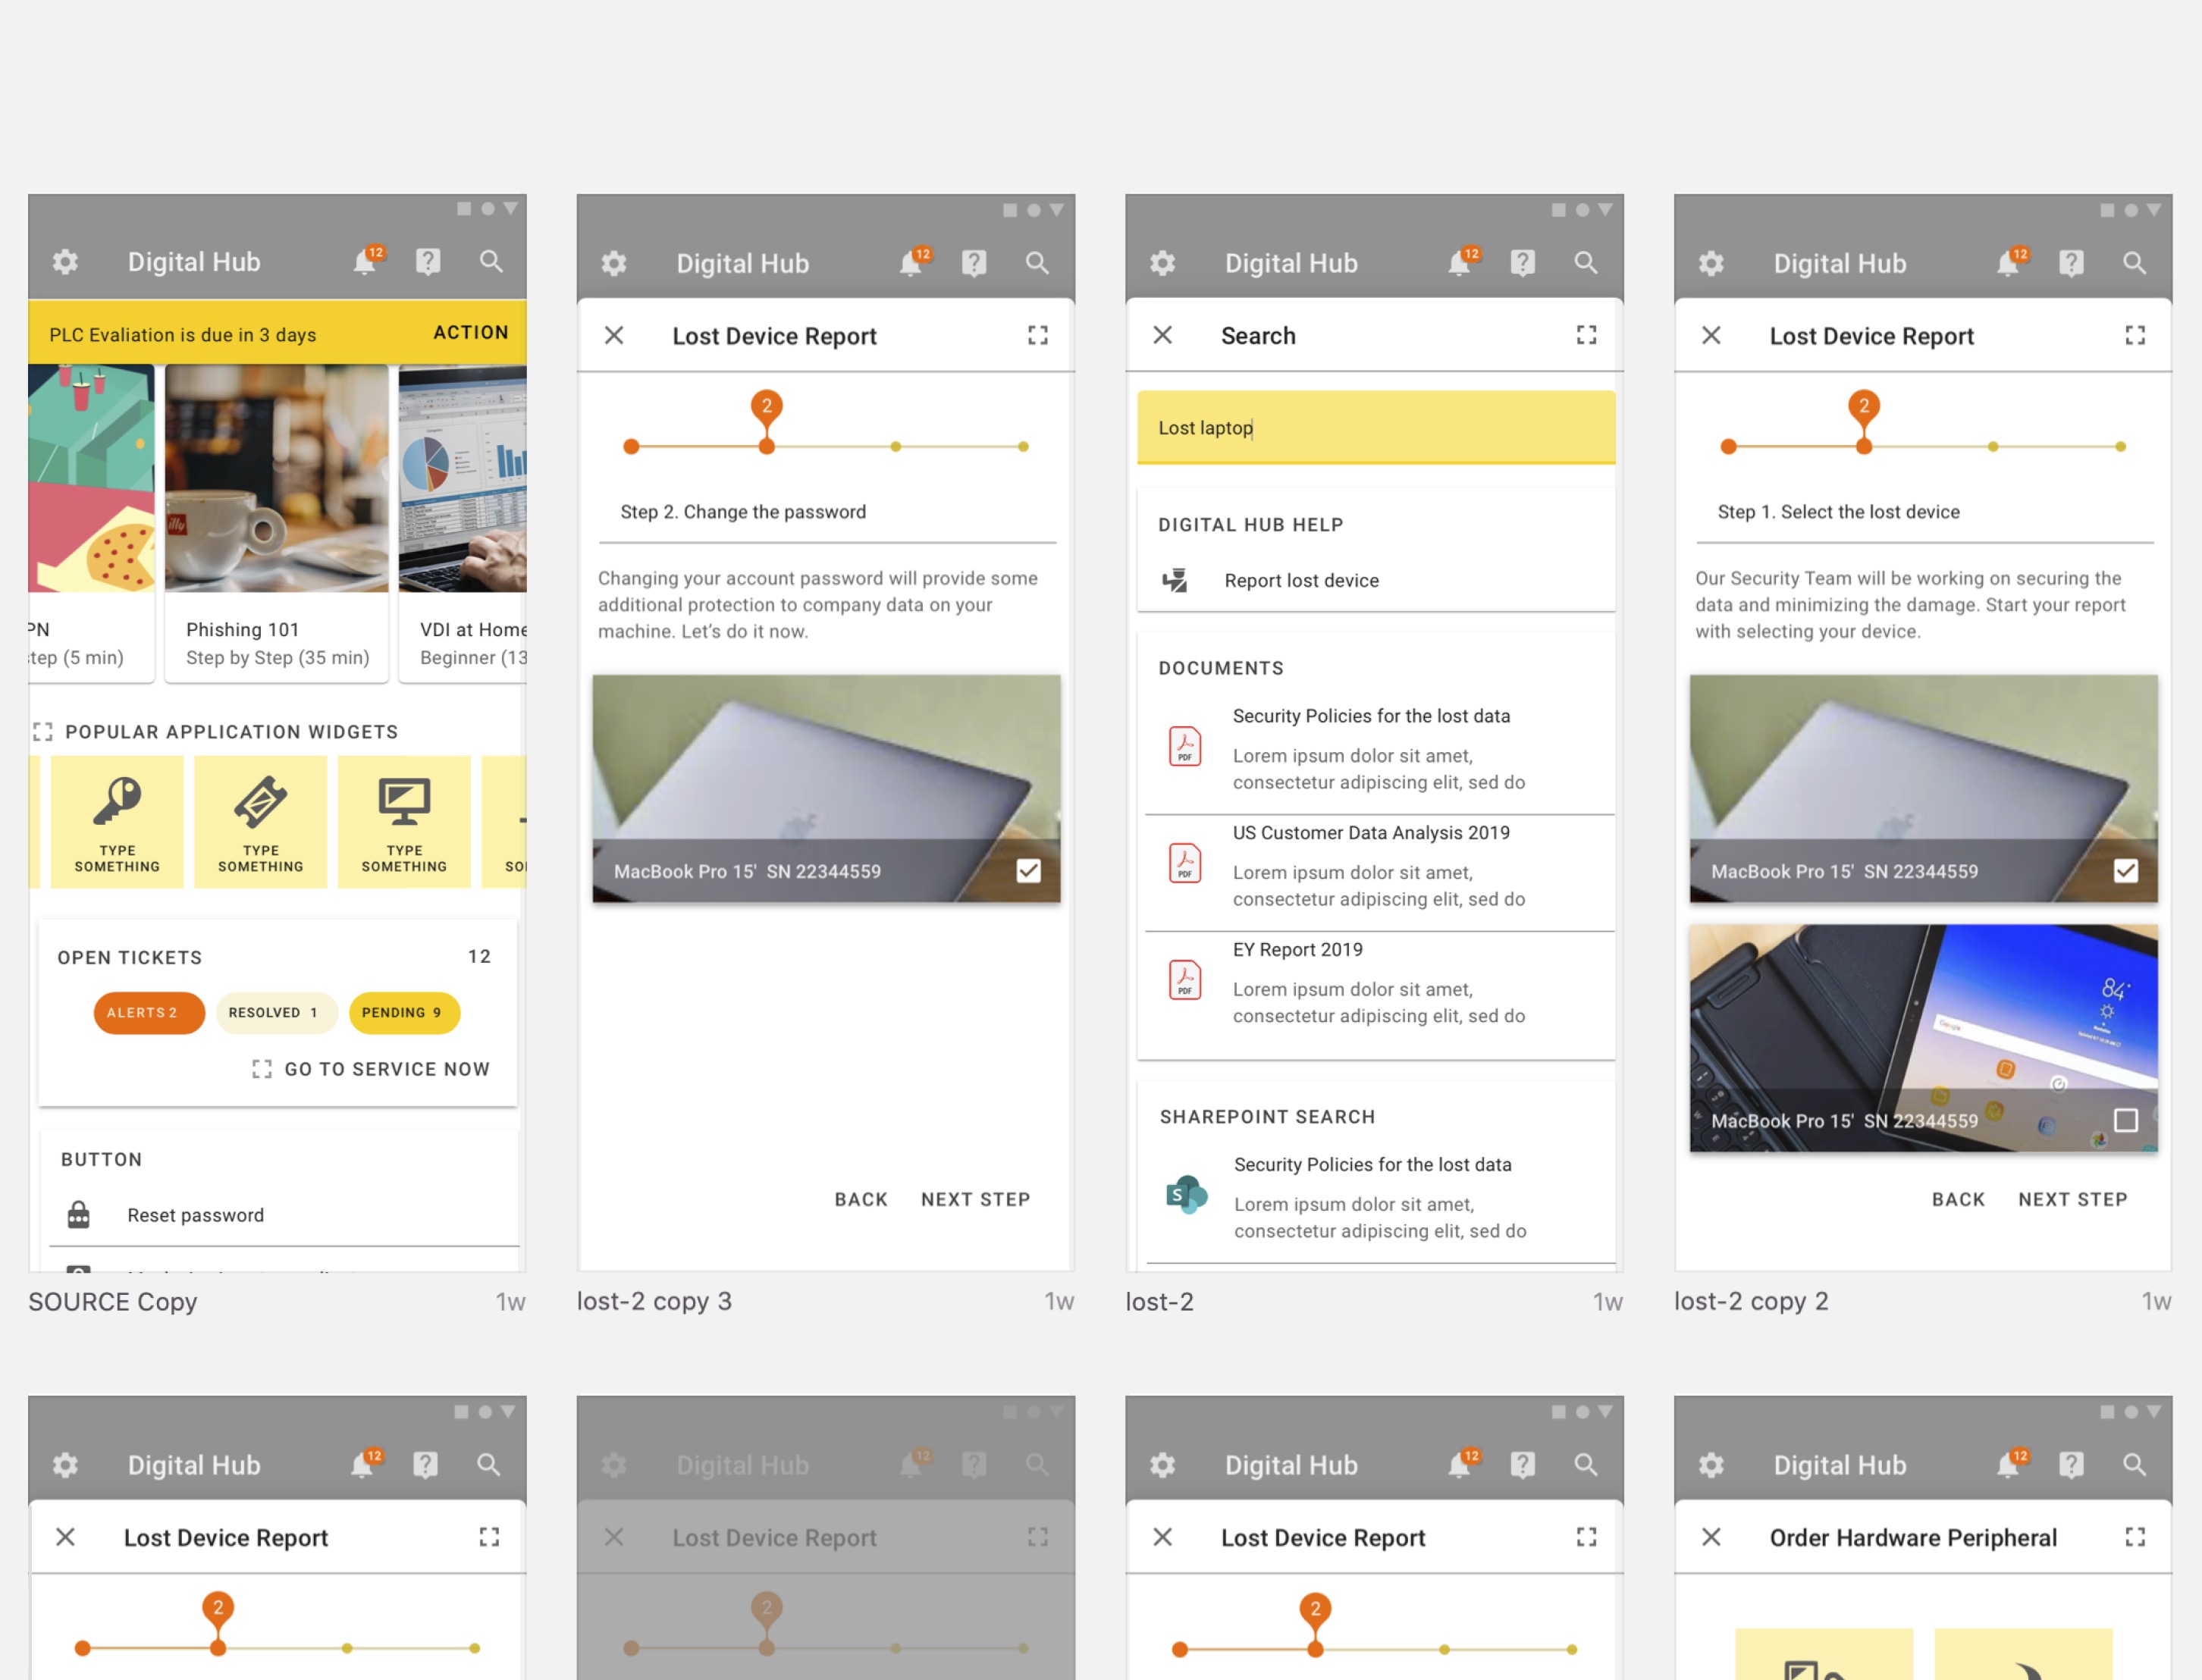 Digital Hub
12
PLC Evaliation is due in 3 days
ACTION
illy
PN
tep (5 min)
Phishing 101
Step by Step (35 min)
VDI at Home
Beginner (13
POPULAR APPLICATION WIDGETS
TYPE
SOMETHING
TYPE
SOMETHING
TYPE
SOMETHING
SO
OPEN TICKETS
12
ALERTS 2
RESOLVED 1
PENDING 9
GO TO SERVICE NOW
BUTTON
Reset password
SOURCE Copy
1w
Digital Hub
12
Lost Device Report
2
Step 2. Change the password
Changing your account password will provide some
additional protection to company data on your
machine. Let’s do it now.
MacBook Pro 15' SN 22344559
BACK
NEXT STEP
lost-2 copy 3
1w
Digital Hub
12
Search
Lost laptop
DIGITAL HUB HELP
Report lost device
DOCUMENTS
PDF
Security Policies for the lost data
Lorem ipsum dolor sit amet,
consectetur adipiscing elit, sed do
PDF
US Customer Data Analysis 2019
Lorem ipsum dolor sit amet,
consectetur adipiscing elit, sed do
PDF
EY Report 2019
Lorem ipsum dolor sit amet,
consectetur adipiscing elit, sed do
SHAREPOINT SEARCH
S
Security Policies for the lost data
Lorem ipsum dolor sit amet,
consectetur adipiscing elit, sed do
lost-2
1w
Digital Hub
12
Lost Device Report
2
Step 1. Select the lost device
Our Security Team will be working on securing the
data and minimizing the damage. Start your report
with selecting your device.
MacBook Pro 15' SN 22344559
84°
Google
MacBook Pro 15' SN 22344559
BACK
NEXT STEP
lost-2 copy 2
1w
Digital Hub
12
Lost Device Report
2
Digital Hub
12
Lost Device Report
2
Digital Hub
12
Lost Device Report
2
Digital Hub
12
Order Hardware Peripheral